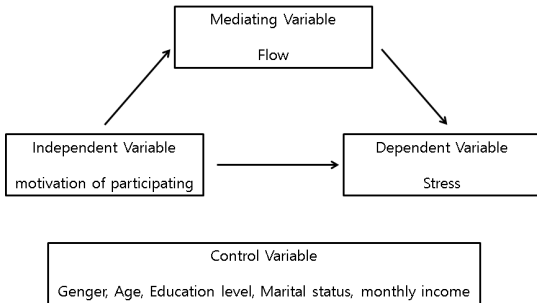 Mediating Variable
Flow
Independent Variable
motivation of participating
Dependent Variable
Stress
Control Variable
Genger, Age, Education level, Marital status, monthly income